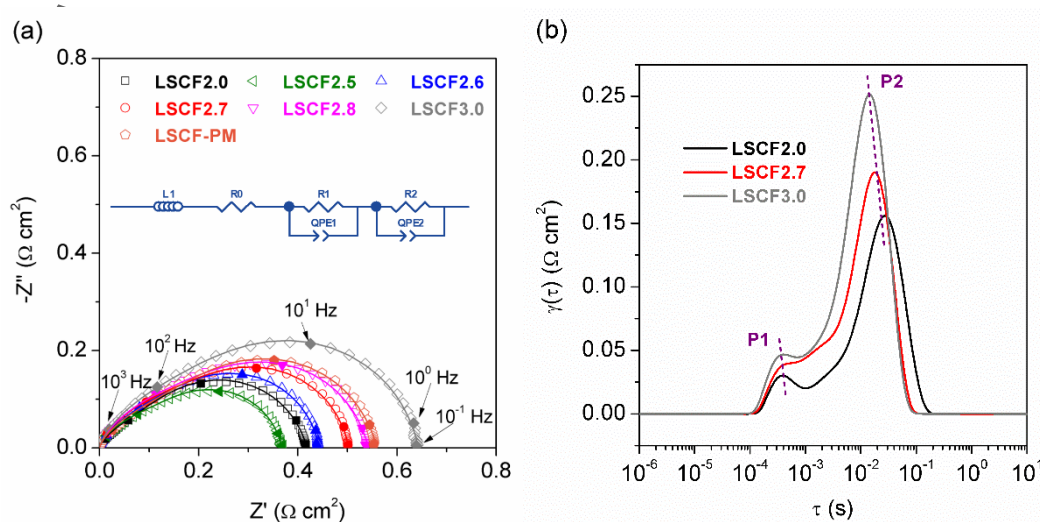 (a)
0.8
0.6
0.4
0.2
0.0
-Z'' (Ω cm²)
LSCF2.0 LSCF2.5 LSCF2.6
LSCF2.7 LSCF2.8 LSCF3.0
LSCF-PM
L1 R0 R1 R2
QPE1 QPE2
10¹ Hz
10² Hz
10³ Hz
10⁰ Hz
10⁻¹ Hz
0.0 0.2 0.4 0.6 0.8
Z' (Ω cm²)
(b)
0.25
0.20
0.15
0.10
0.05
0.00
γ(τ) (Ω cm²)
P2
LSCF2.0
LSCF2.7
LSCF3.0
P1
10⁻⁶ 10⁻⁵ 10⁻⁴ 10⁻³ 10⁻² 10⁻¹ 10⁰ 10¹
τ (s)